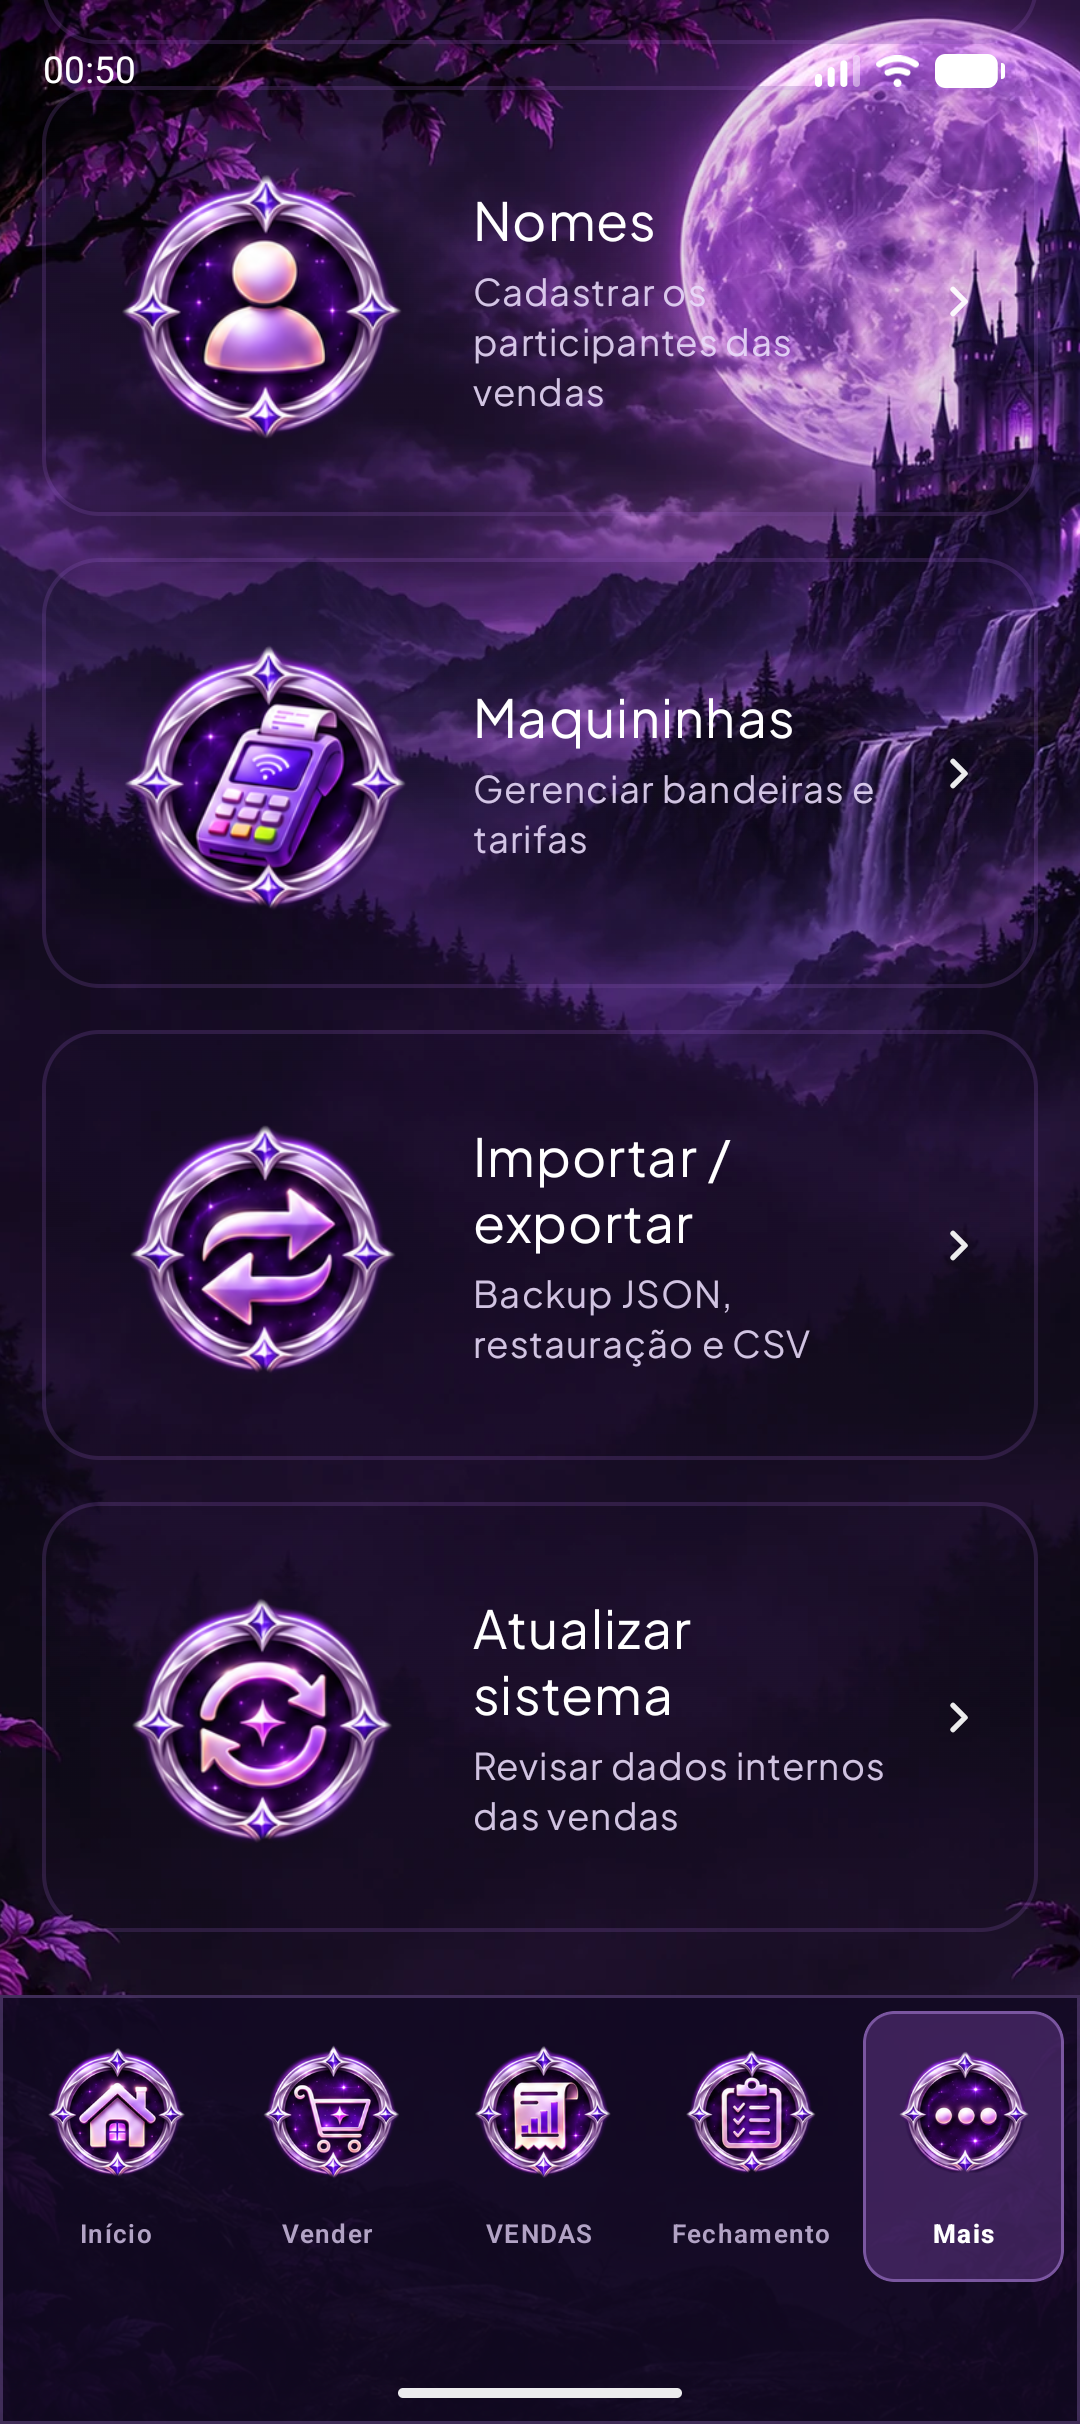 00:50
Nomes
Cadastrar os
participantes das
vendas
Maquininhas
Gerenciar bandeiras e
tarifas
Importar /
exportar
Backup JSON,
restauração e CSV
Atualizar
sistema
Revisar dados internos
das vendas
Início
Vender
VENDAS
Fechamento
Mais